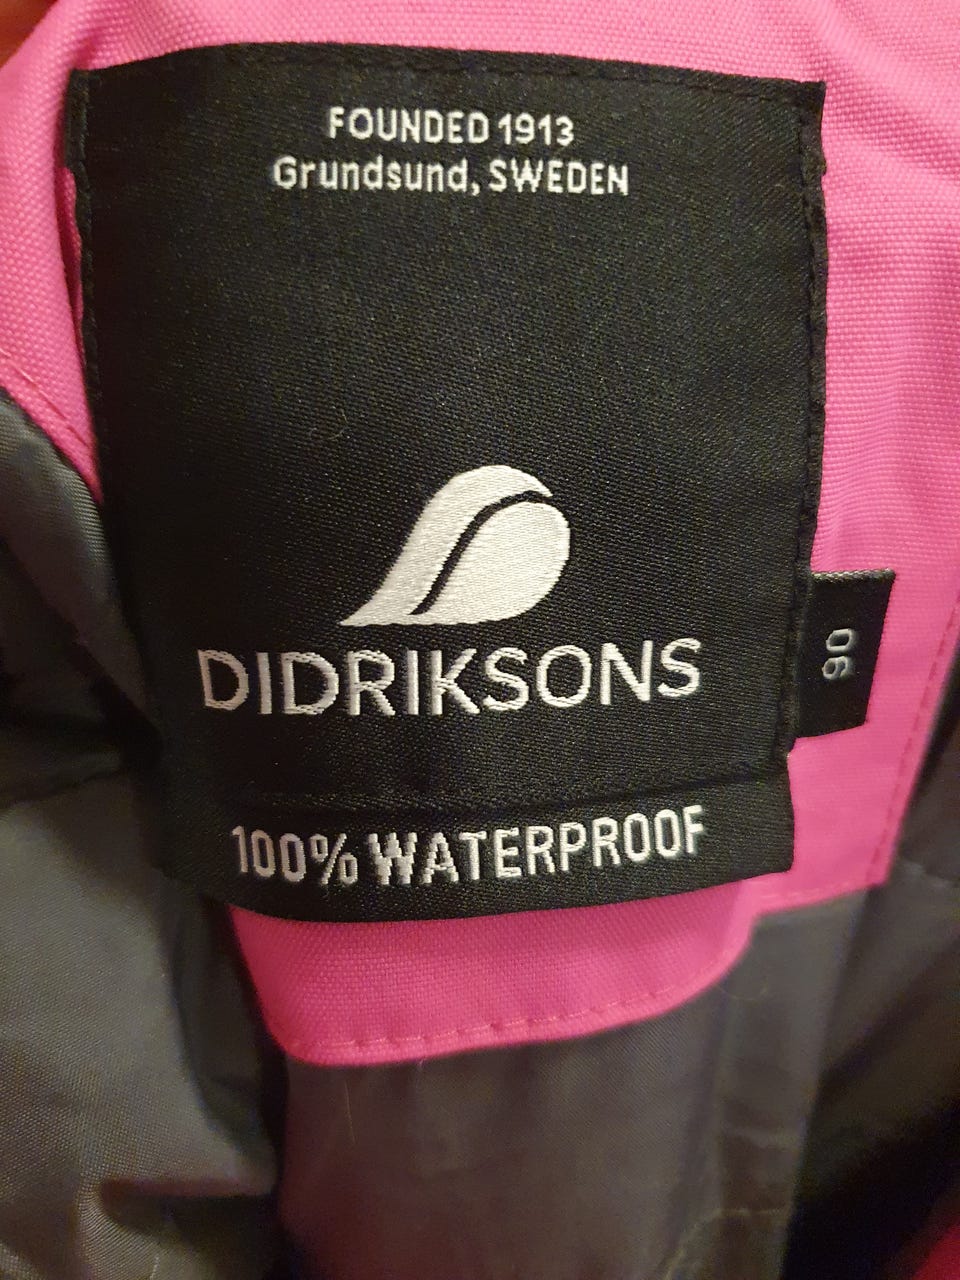 FOUNDED 1913
Grundsund, SWEDEN
DIDRIKSONS
90
100% WATERPROOF